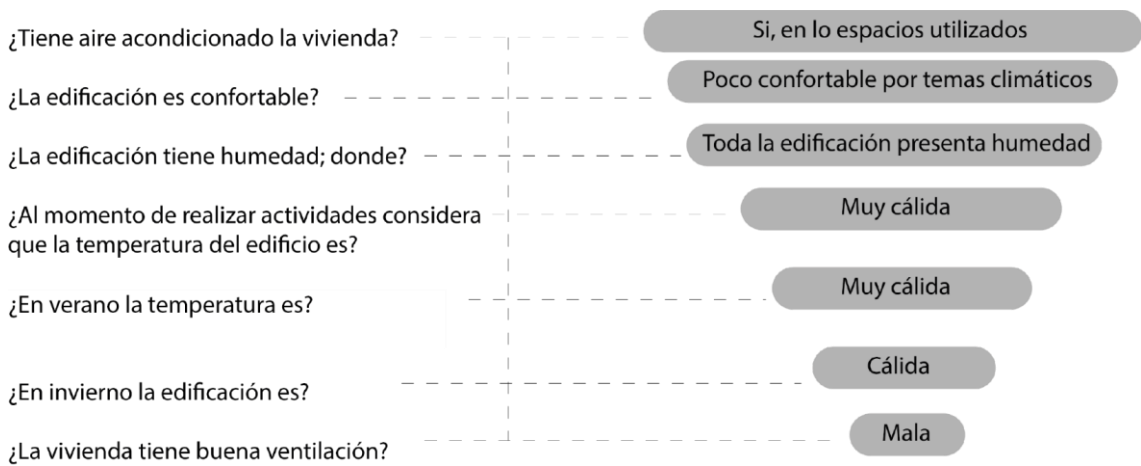 ¿Tiene aire acondicionado la vivienda?
Si, en lo espacios utilizados
¿La edificación es confortable?
Poco confortable por temas climáticos
¿La edificación tiene humedad; donde?
Toda la edificación presenta humedad
¿Al momento de realizar actividades considera
que la temperatura del edificio es?
Muy cálida
¿En verano la temperatura es?
Muy cálida
¿En invierno la edificación es?
Cálida
¿La vivienda tiene buena ventilación?
Mala